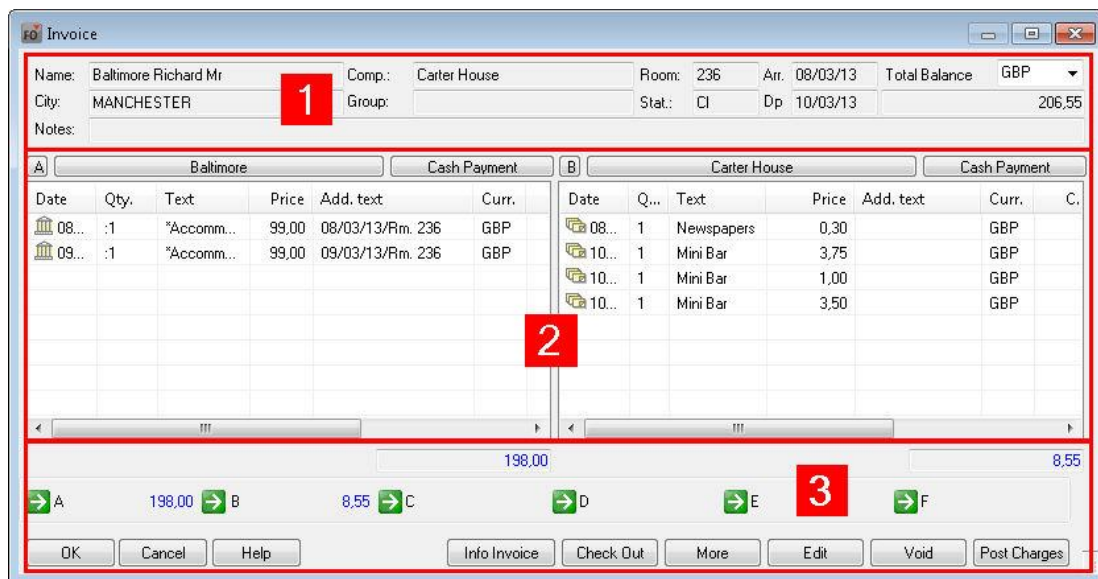 FO Invoice
Name: Baltimore Richard Mr Comp.: Carter House Room: 236 Arr. 08/03/13 Total Balance GBP
City: MANCHESTER Group: Stat.: CI Dp 10/03/13 206,55
Notes:
1
A Baltimore Cash Payment B Carter House Cash Payment
Date Qty. Text Price Add. text Curr. Date Q... Text Price Add. text Curr. C.
08... :1 *Accomm... 99,00 08/03/13/Rm. 236 GBP 08... 1 Newspapers 0,30 GBP
09... :1 *Accomm... 99,00 09/03/13/Rm. 236 GBP 10... 1 Mini Bar 3,75 GBP
10... 1 Mini Bar 1,00 GBP
10... 1 Mini Bar 3,50 GBP
2
198,00 8,55
A 198,00 B 8,55 C D E F
3
OK Cancel Help Info Invoice Check Out More Edit Void Post Charges